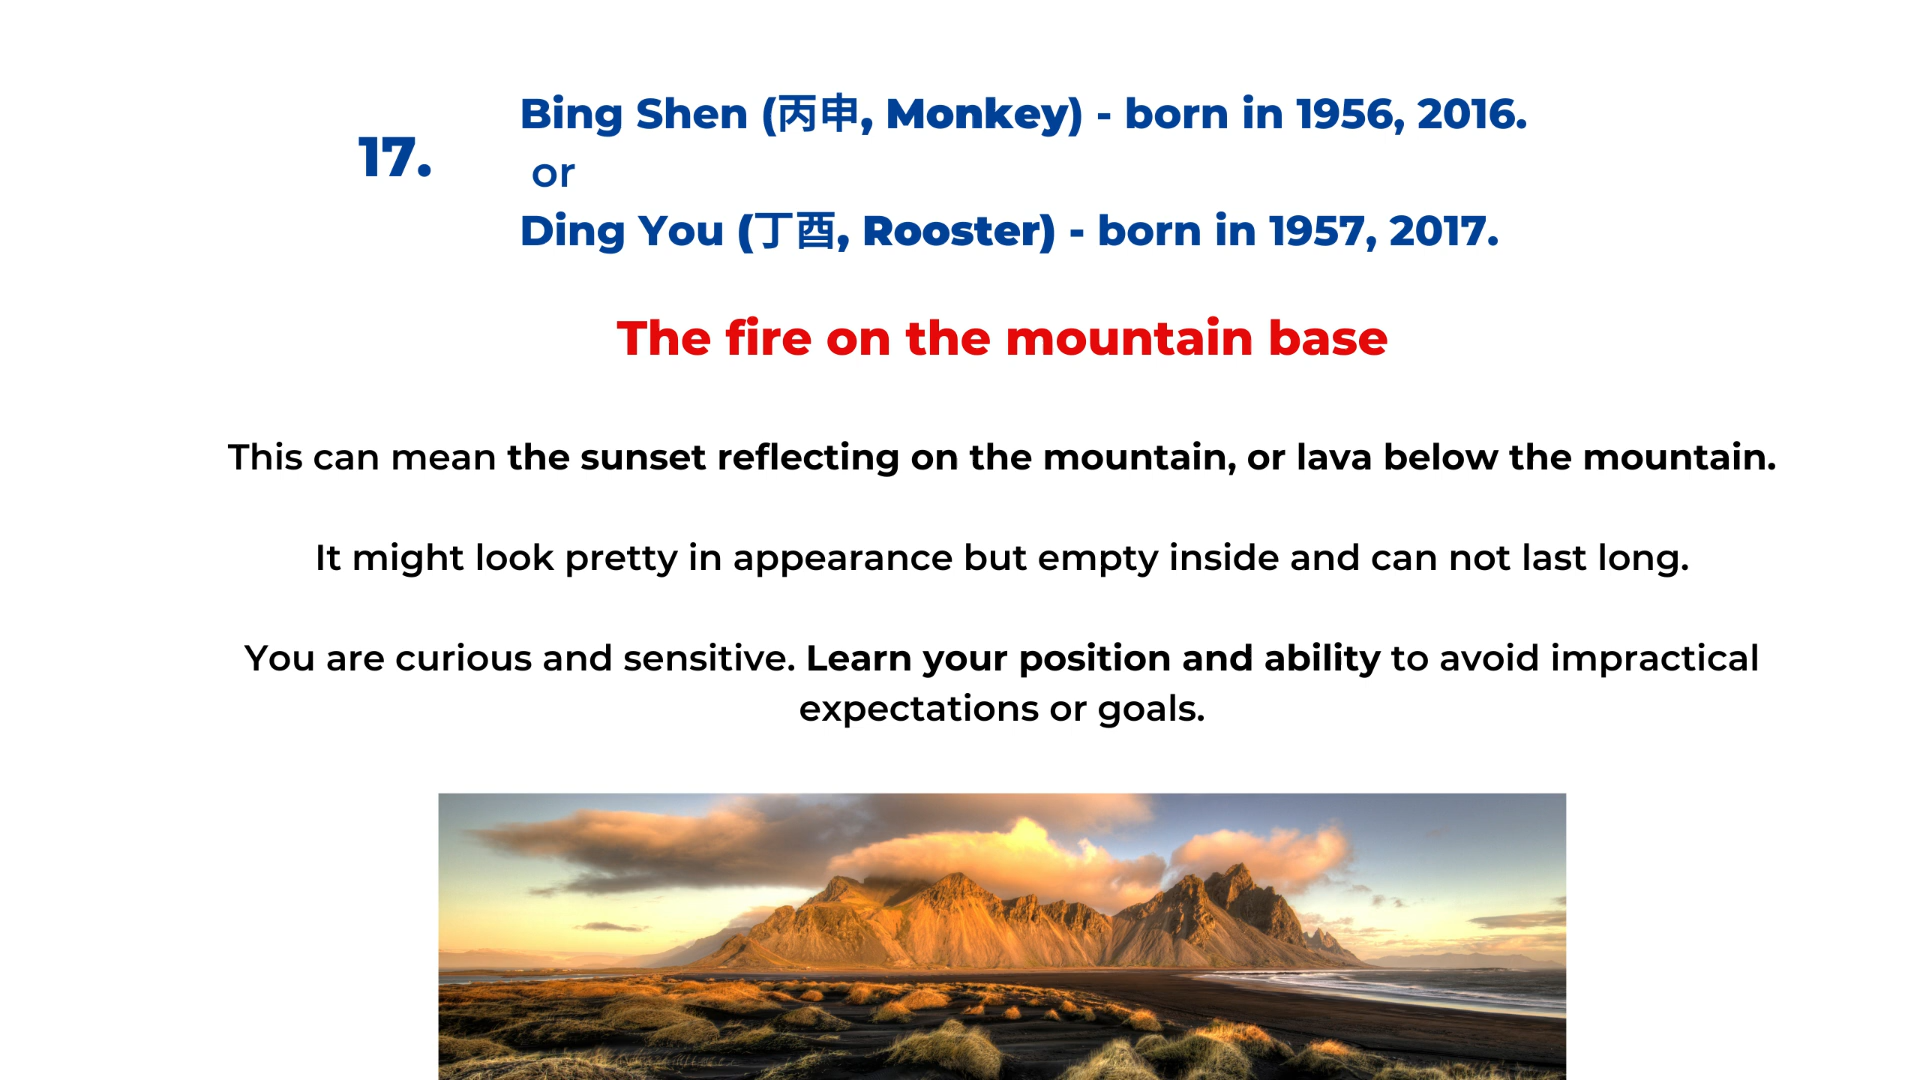 17.
Bing Shen (丙申, Monkey) - born in 1956, 2016.
or
Ding You (丁酉, Rooster) - born in 1957, 2017.
The fire on the mountain base
This can mean the sunset reflecting on the mountain, or lava below the mountain.
It might look pretty in appearance but empty inside and can not last long.
You are curious and sensitive. Learn your position and ability to avoid impractical
expectations or goals.